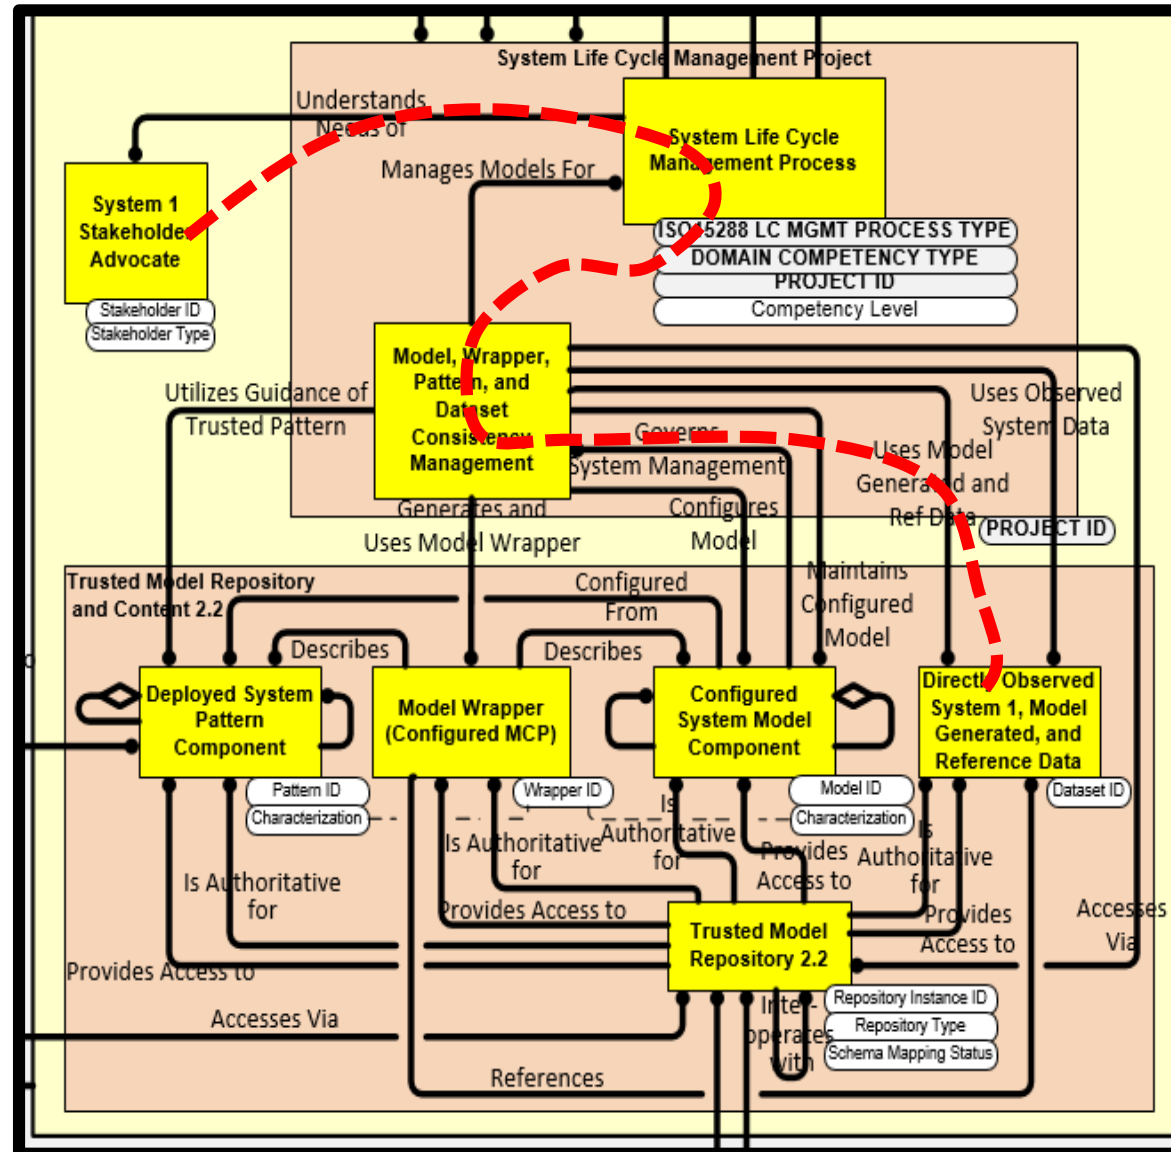 System Life Cycle Management Project
Understands
Needs of
System Life Cycle
Management Process
Manages Models For
System 1
Stakeholder
Advocate
ISO15288 LC MGMT PROCESS TYPE
DOMAIN COMPETENCY TYPE
PROJECT ID
Competency Level
Stakeholder ID
Stakeholder Type
Model, Wrapper,
Pattern, and
Dataset
Consistency
Management
Utilizes Guidance of
Trusted Pattern
Uses Observed
System Data
Governs
System Management
Uses Model
Generated and
Ref Data
Generates and
Uses Model Wrapper
Configures
Model
PROJECT ID
Trusted Model Repository
and Content 2.2
Configured
From
Maintains
Configured
Model
Describes
Describes
Deployed System
Pattern
Component
Model Wrapper
(Configured MCP)
Configured
System Model
Component
Directly Observed
System 1, Model
Generated, and
Reference Data
Pattern ID
Characterization
Wrapper ID
Model ID
Characterization
Dataset ID
Is Authoritative
for
Is Authoritative
for
Is
Authoritative
for
Provides
Access to
Is
Authoritative
for
Provides Access to
Provides Access to
Provides
Access to
Accesses
Via
Trusted Model
Repository 2.2
Accesses Via
Inter-
operates
with
Repository Instance ID
Repository Type
Schema Mapping Status
References